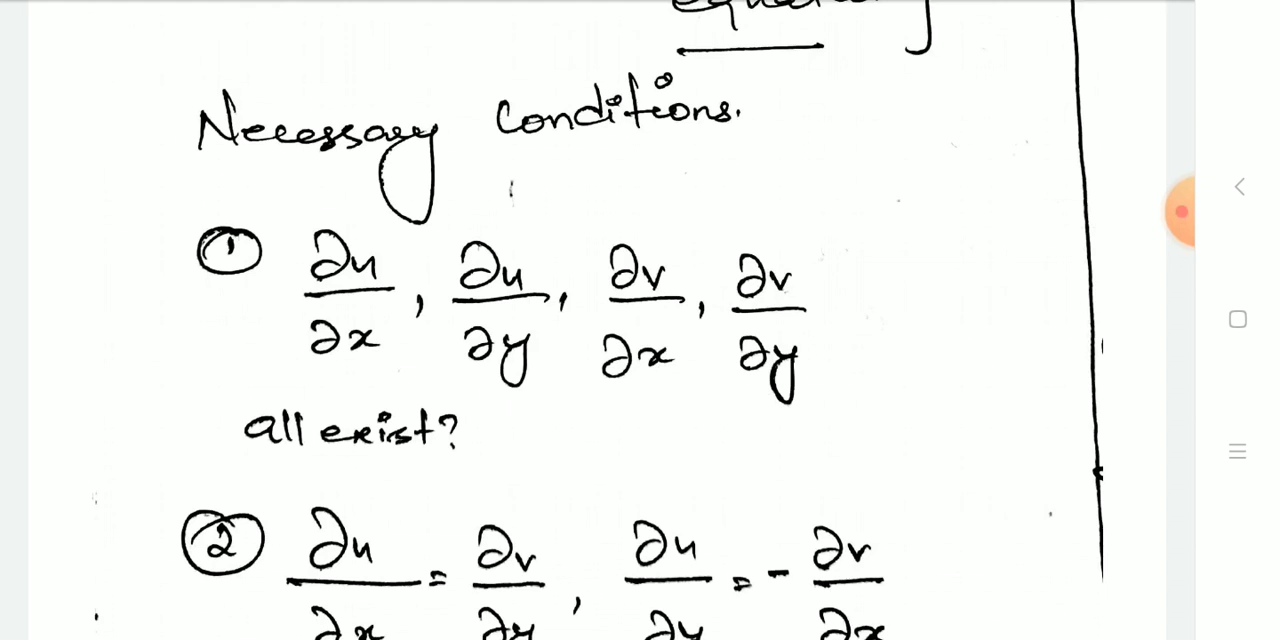 Necessary Conditions.
① ∂u/∂x, ∂u/∂y, ∂v/∂x, ∂v/∂y
all exist?
② ∂u/∂x = ∂v/∂y, ∂u/∂y = - ∂v/∂x